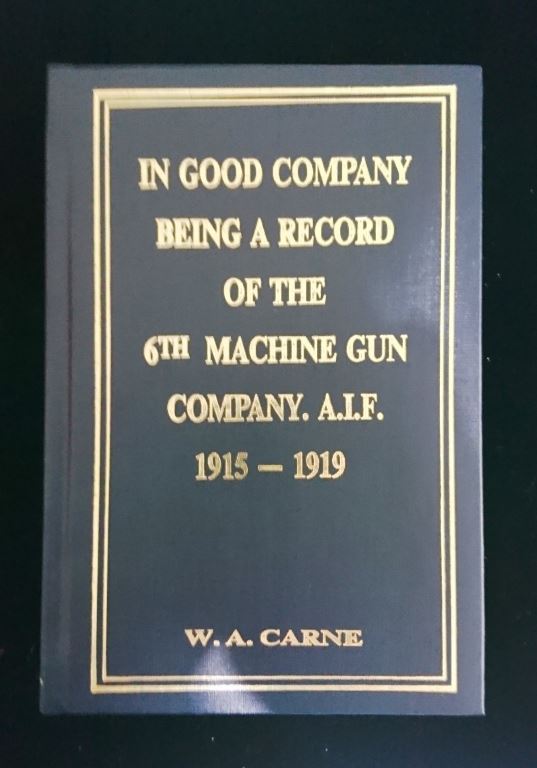 IN GOOD COMPANY
BEING A RECORD
OF THE
6TH MACHINE GUN
COMPANY. A.I.F.
1915 — 1919
W. A. CARNE